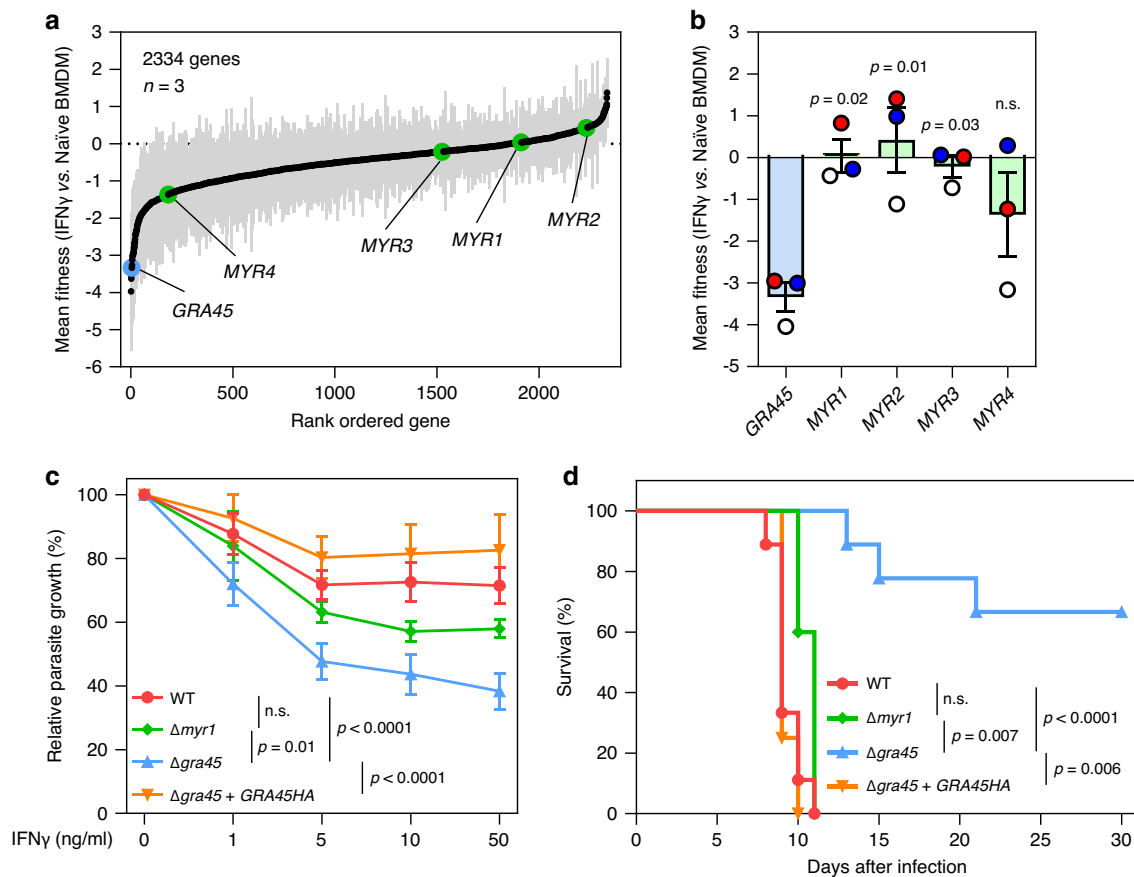 a
Mean fitness (IFNγ vs. Naïve BMDM)
3
2
1
0
-1
-2
-3
-4
-5
-6
2334 genes
n = 3
MYR4
GRA45
MYR3
MYR1
MYR2
0
500
1000
1500
2000
Rank ordered gene
b
Mean fitness (IFNγ vs. Naïve BMDM)
3
2
1
0
-1
-2
-3
-4
-5
p = 0.02
p = 0.01
p = 0.03
n.s.
GRA45
MYR1
MYR2
MYR3
MYR4
c
Relative parasite growth (%)
100
80
60
40
20
0
WT
Δmyr1
Δgra45
Δgra45 + GRA45HA
n.s.
p = 0.01
p < 0.0001
p < 0.0001
IFNγ (ng/ml)
0
1
5
10
50
d
Survival (%)
100
80
60
40
20
0
WT
Δmyr1
Δgra45
Δgra45 + GRA45HA
n.s.
p = 0.007
p < 0.0001
p = 0.006
0
5
10
15
20
25
30
Days after infection